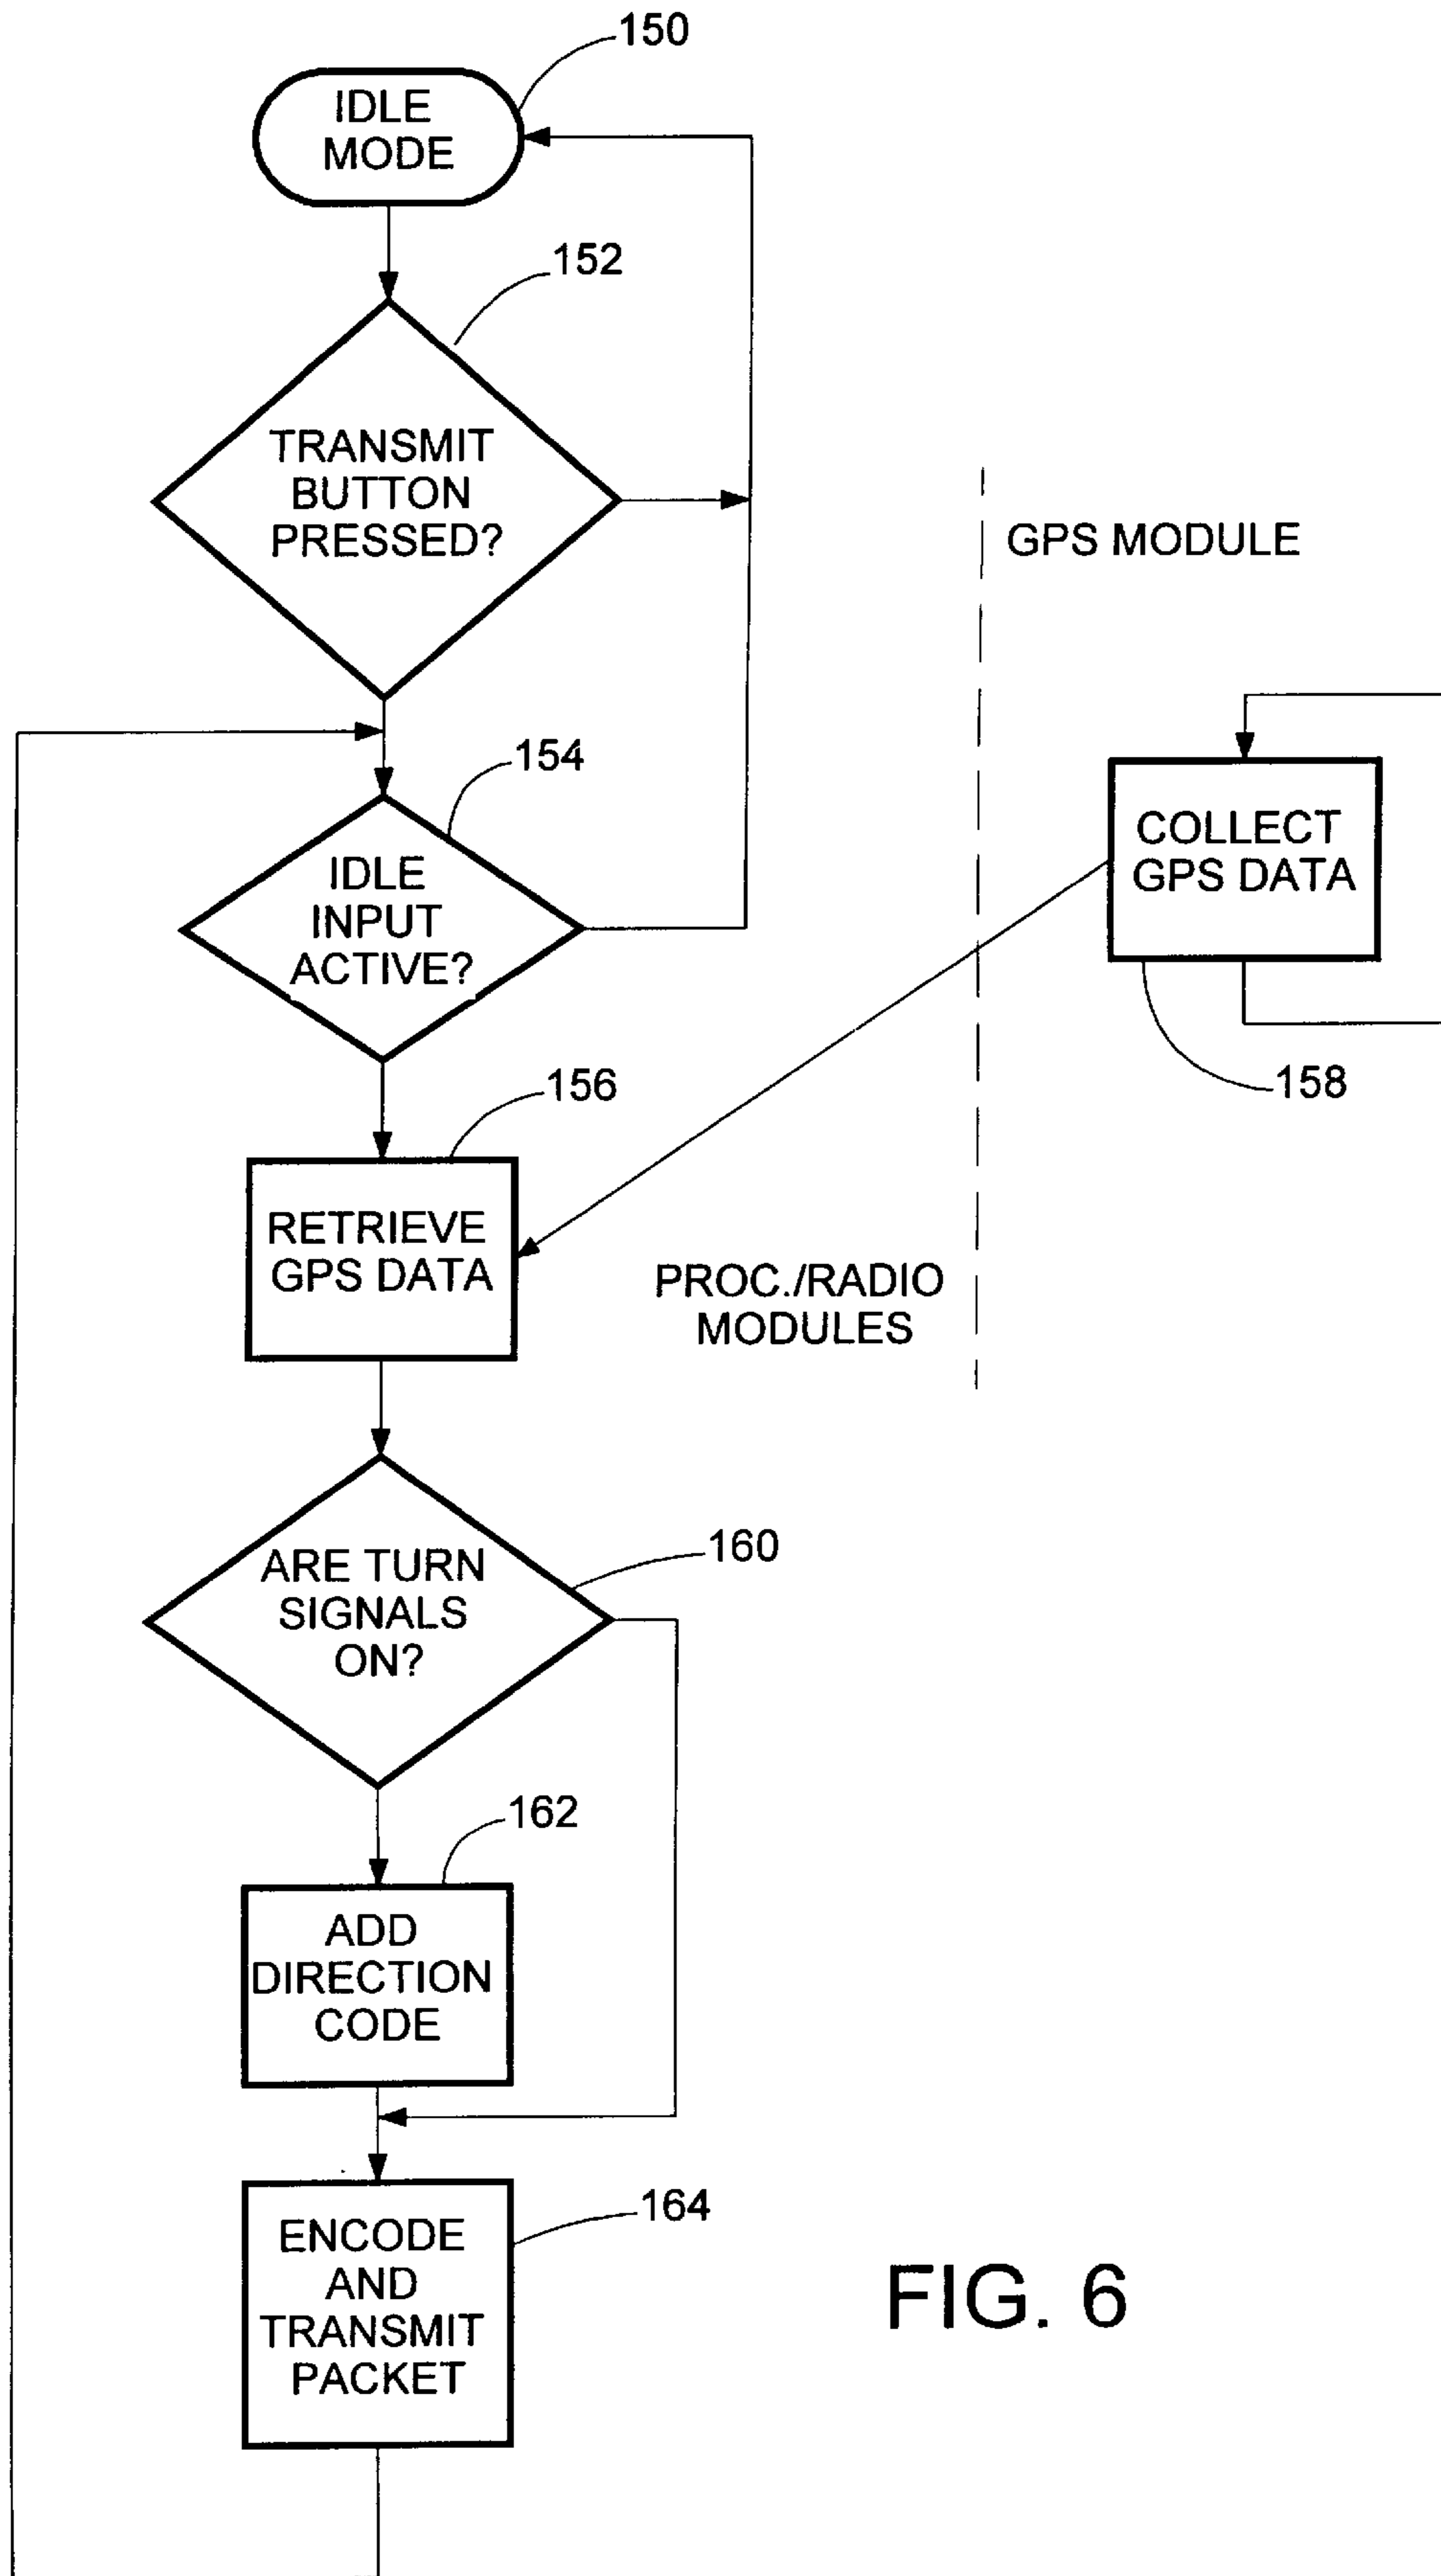 150
IDLE
MODE
152
TRANSMIT
BUTTON
PRESSED?
GPS MODULE
154
IDLE
INPUT
ACTIVE?
COLLECT
GPS DATA
158
156
RETRIEVE
GPS DATA
PROC./RADIO
MODULES
160
ARE TURN
SIGNALS
ON?
162
ADD
DIRECTION
CODE
164
ENCODE
AND
TRANSMIT
PACKET
FIG. 6